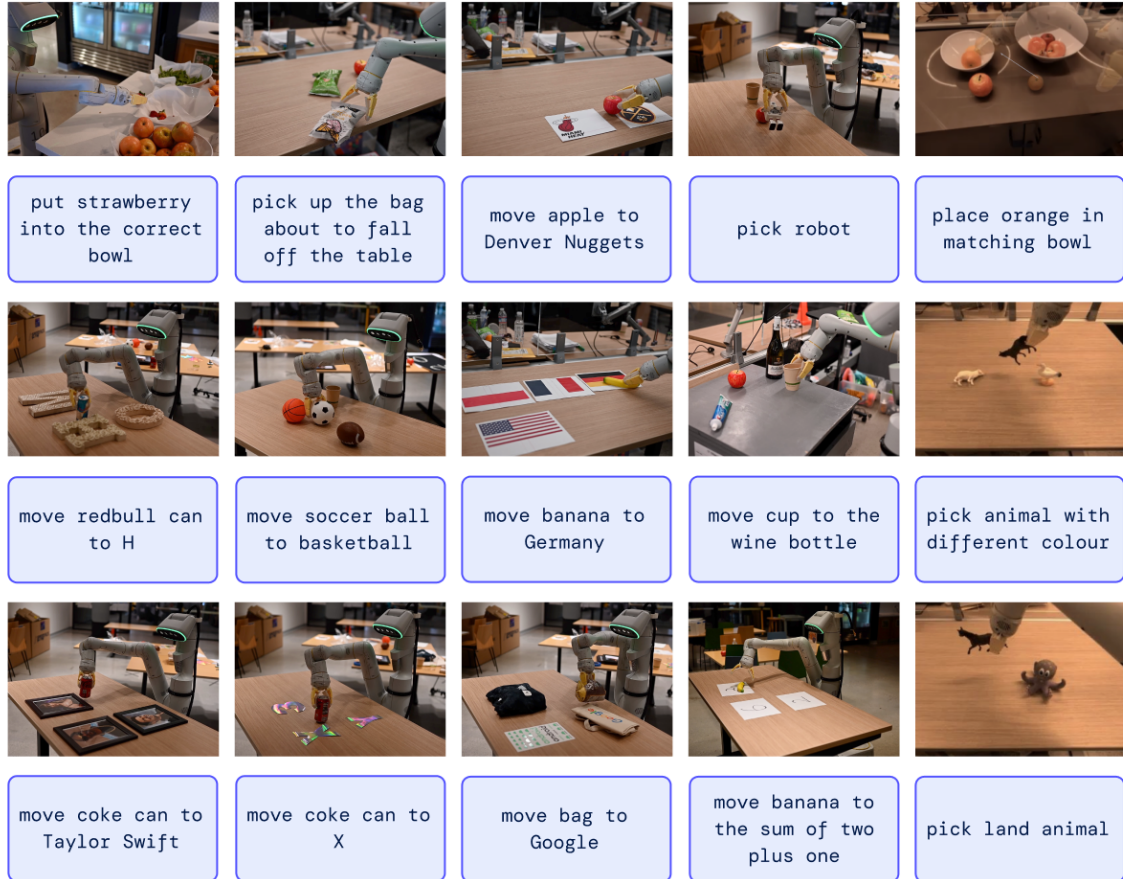 put strawberry
into the correct
bowl
pick up the bag
about to fall
off the table
move apple to
Denver Nuggets
pick robot
place orange in
matching bowl
move redbull can
to H
move soccer ball
to basketball
move banana to
Germany
move cup to the
wine bottle
pick animal with
different colour
move coke can to
Taylor Swift
move coke can to
X
move bag to
Google
move banana to
the sum of two
plus one
pick land animal